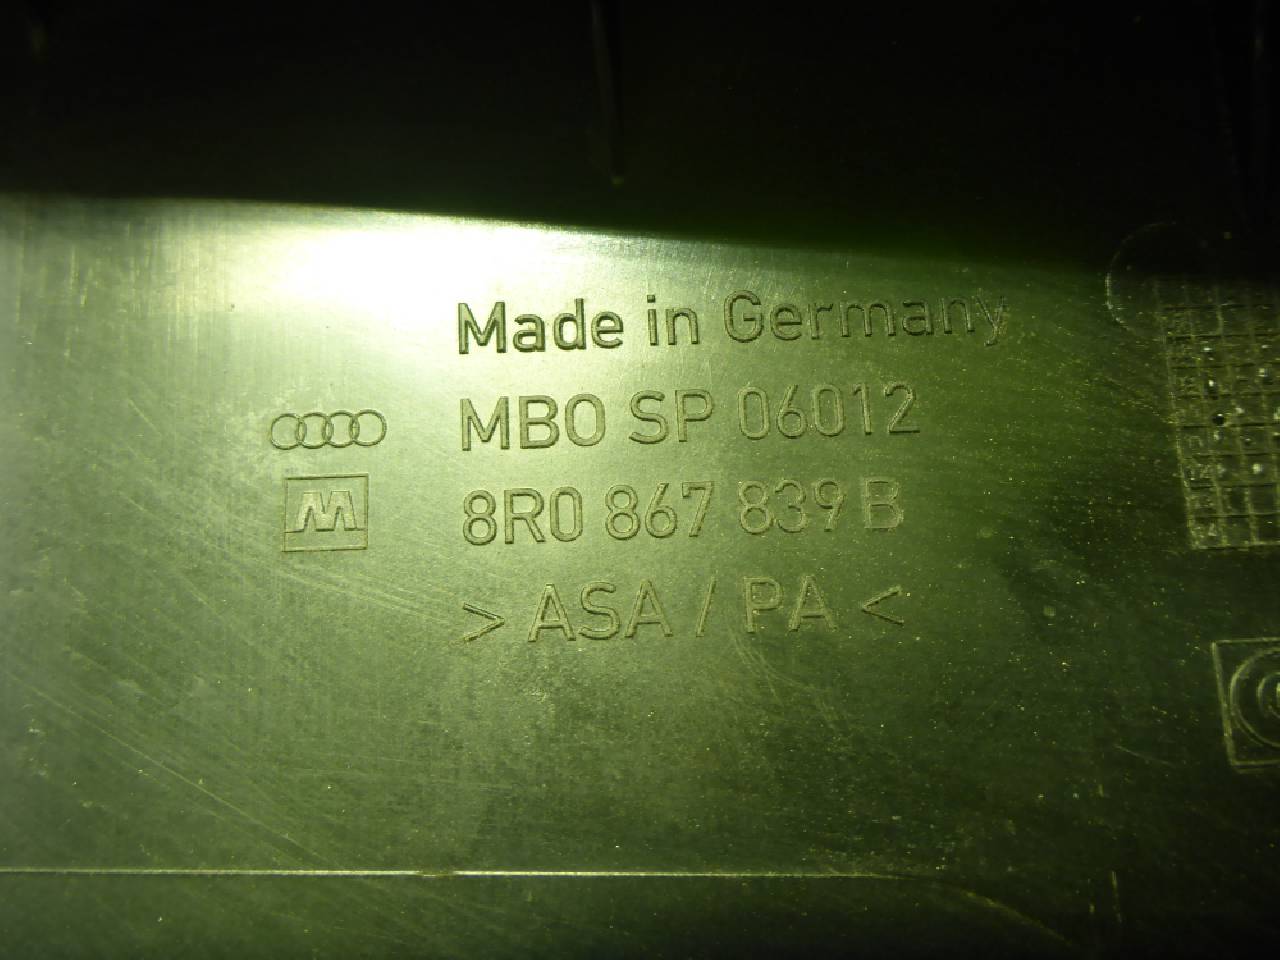 Made in Germany
MBO SP 06012
8R0 867 839 B
> ASA / PA <